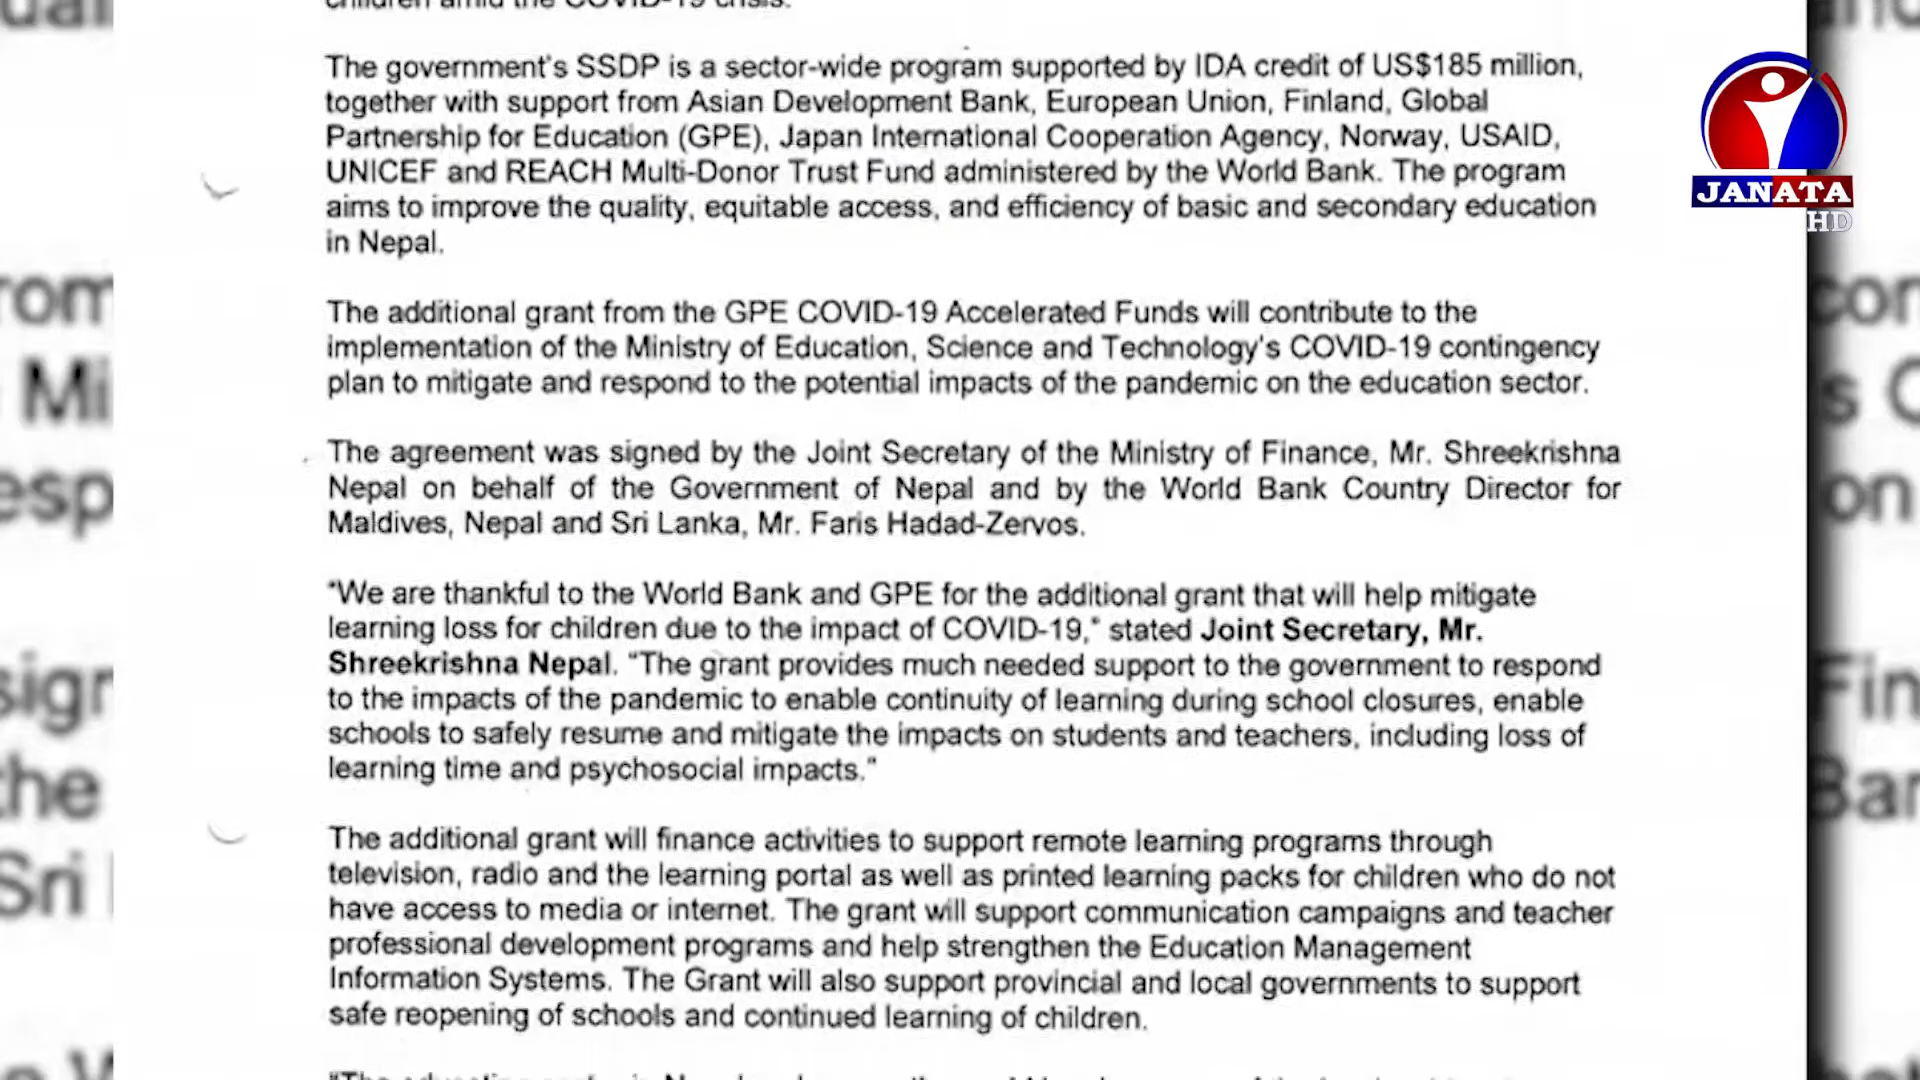 children amid the COVID-19 crisis.
The government's SSDP is a sector-wide program supported by IDA credit of US$185 million,
together with support from Asian Development Bank, European Union, Finland, Global
Partnership for Education (GPE), Japan International Cooperation Agency, Norway, USAID,
UNICEF and REACH Multi-Donor Trust Fund administered by the World Bank. The program
aims to improve the quality, equitable access, and efficiency of basic and secondary education
in Nepal.
The additional grant from the GPE COVID-19 Accelerated Funds will contribute to the
implementation of the Ministry of Education, Science and Technology's COVID-19 contingency
plan to mitigate and respond to the potential impacts of the pandemic on the education sector.
The agreement was signed by the Joint Secretary of the Ministry of Finance, Mr. Shreekrishna
Nepal on behalf of the Government of Nepal and by the World Bank Country Director for
Maldives, Nepal and Sri Lanka, Mr. Faris Hadad-Zervos.
"We are thankful to the World Bank and GPE for the additional grant that will help mitigate
learning loss for children due to the impact of COVID-19," stated Joint Secretary, Mr.
Shreekrishna Nepal. "The grant provides much needed support to the government to respond
to the impacts of the pandemic to enable continuity of learning during school closures, enable
schools to safely resume and mitigate the impacts on students and teachers, including loss of
learning time and psychosocial impacts."
The additional grant will finance activities to support remote learning programs through
television, radio and the learning portal as well as printed learning packs for children who do not
have access to media or internet. The grant will support communication campaigns and teacher
professional development programs and help strengthen the Education Management
Information Systems. The Grant will also support provincial and local governments to support
safe reopening of schools and continued learning of children.
JANATA
HD